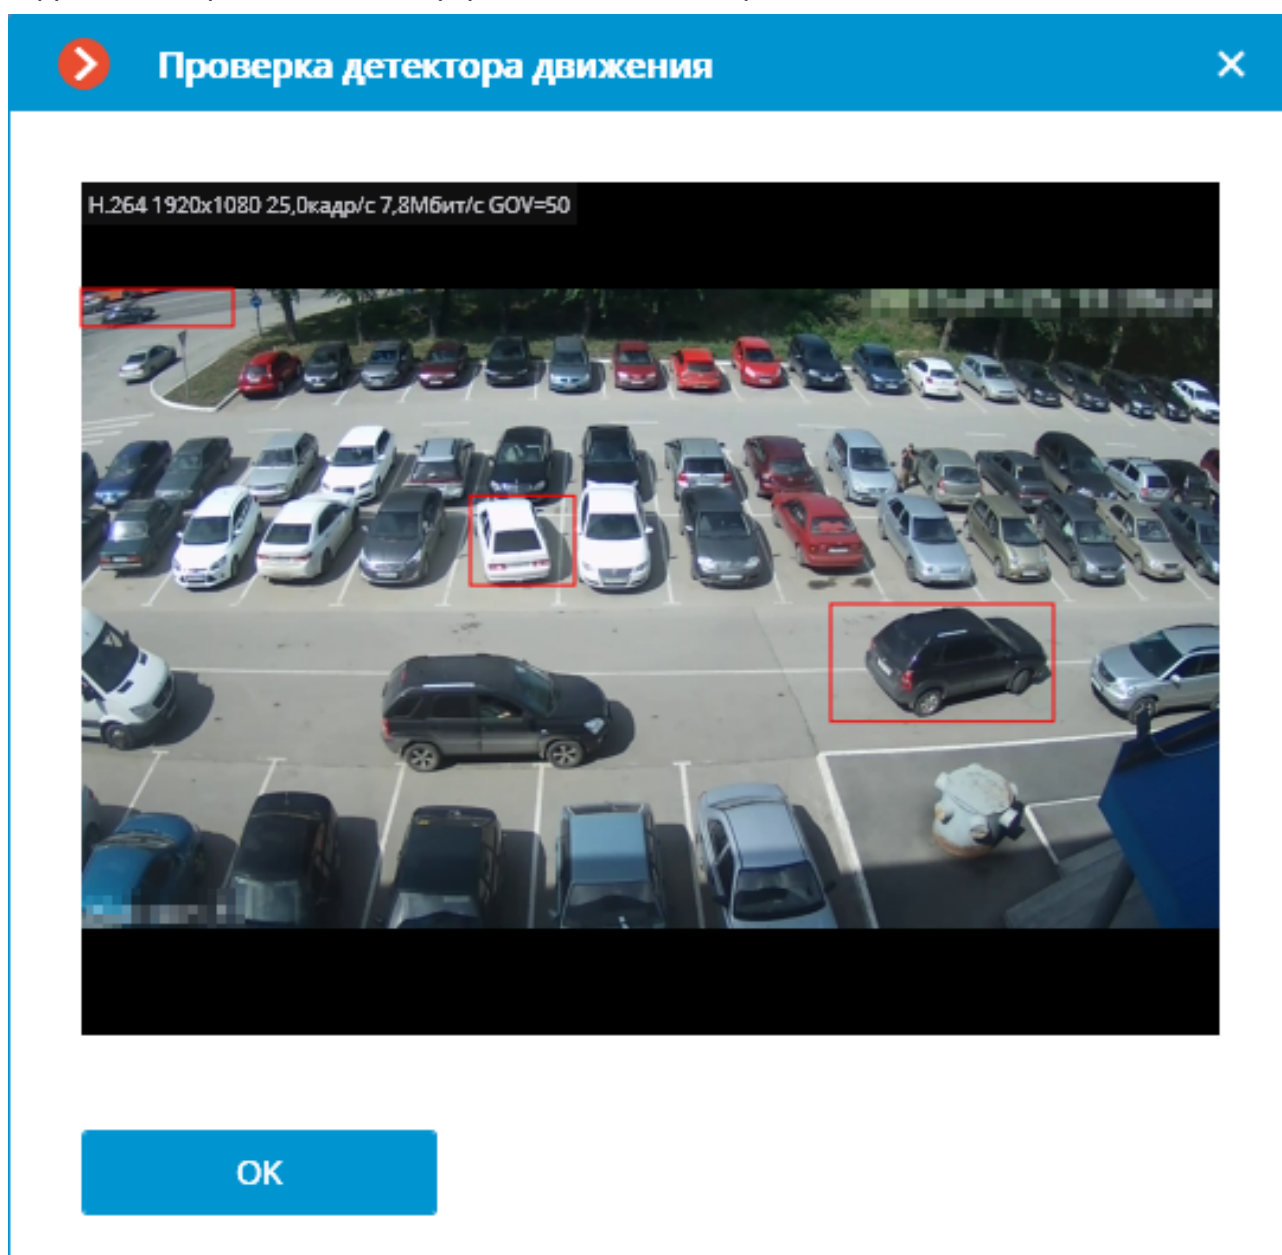 Проверка детектора движения
H.264 1920x1080 25,0кадр/с 7,8Мбит/с GOV=50
OK